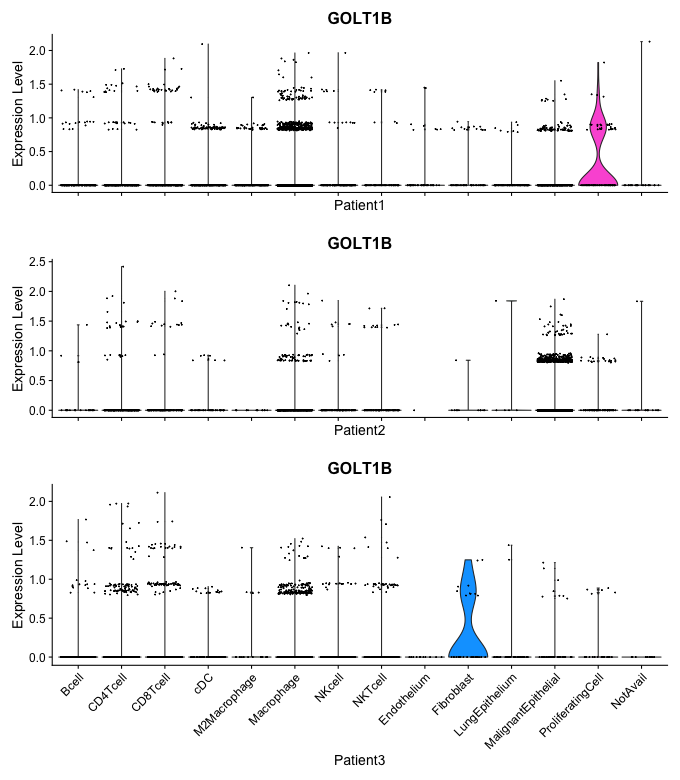 GOLT1B
Expression Level
2.0
1.5
1.0
0.5
0.0
Patient1
GOLT1B
Expression Level
2.5
2.0
1.5
1.0
0.5
0.0
Patient2
GOLT1B
Expression Level
2.0
1.5
1.0
0.5
0.0
Bcell
CD4Tcell
CD8Tcell
cDC
M2Macrophage
Macrophage
NKcell
NKTcell
Endothelium
Fibroblast
LungEpithelium
MalignantEpithelial
ProliferatingCell
NotAvail
Patient3